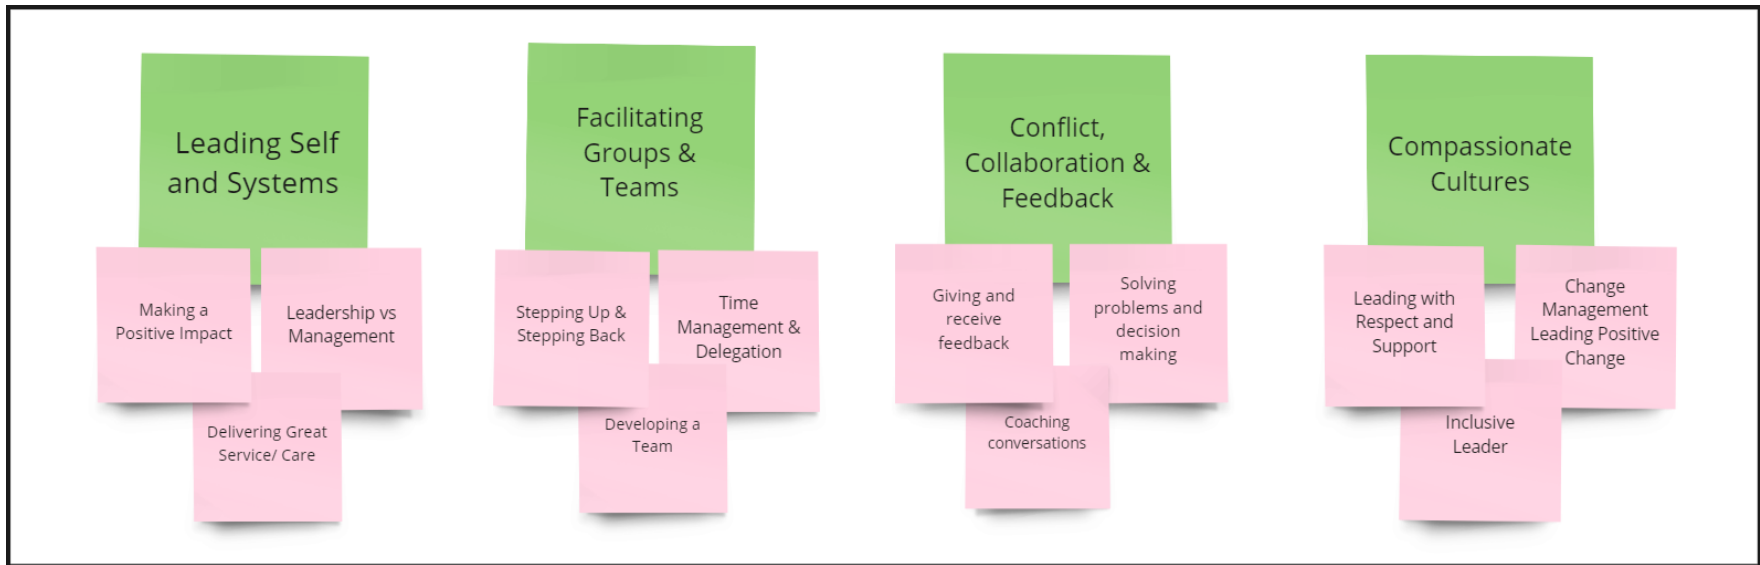 Leading Self
and Systems
Making a
Positive Impact
Leadership vs
Management
Delivering Great
Service/ Care
Facilitating
Groups &
Teams
Stepping Up &
Stepping Back
Time
Management &
Delegation
Developing a
Team
Conflict,
Collaboration &
Feedback
Giving and
receive
feedback
Solving
problems and
decision
making
Coaching
conversations
Compassionate
Cultures
Leading with
Respect and
Support
Change
Management
Leading Positive
Change
Inclusive
Leader